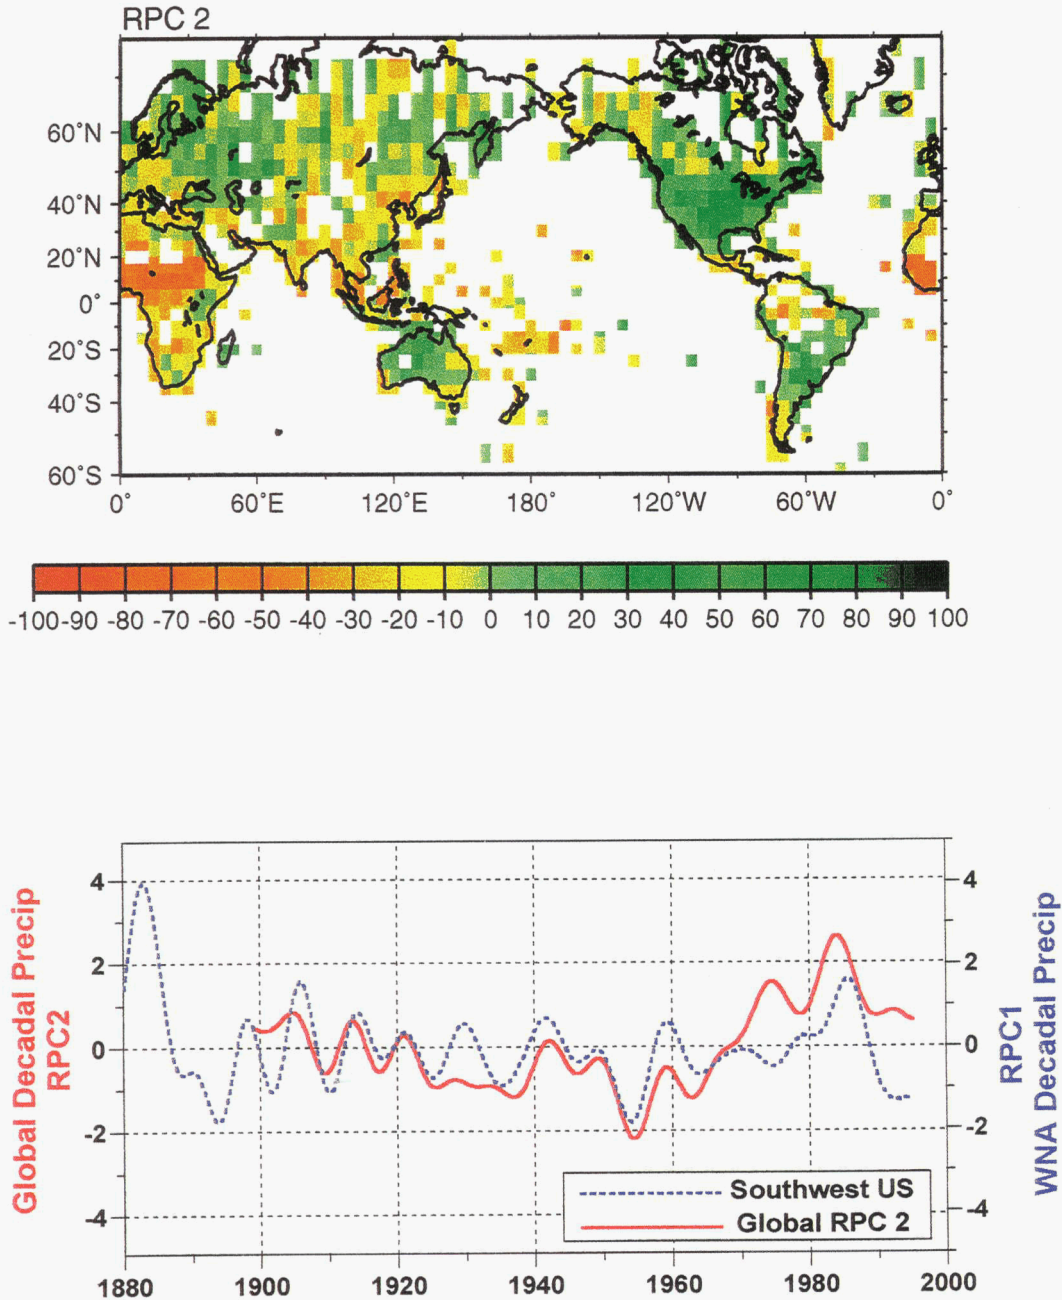 RPC 2
60°N
40°N
20°N
0°
20°S
40°S
60°S
0° 60°E 120°E 180° 120°W 60°W 0°
-100 -90 -80 -70 -60 -50 -40 -30 -20 -10 0 10 20 30 40 50 60 70 80 90 100
Global Decadal Precip
RPC2
4
2
0
-2
-4
4
2
0
-2
-4
RPC1
WNA Decadal Precip
Southwest US
Global RPC 2
1880 1900 1920 1940 1960 1980 2000